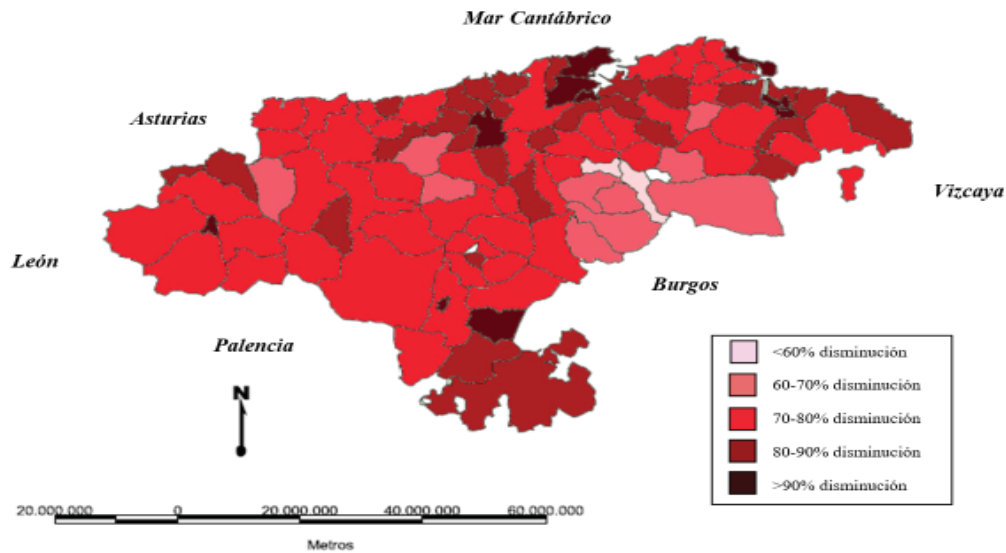 Mar Cantábrico
Asturias
Vizcaya
León
Burgos
Palencia
N
<60% disminución
60-70% disminución
70-80% disminución
80-90% disminución
>90% disminución
20.000.000 0 20.000.000 40.000.000 60.000.000
Metros